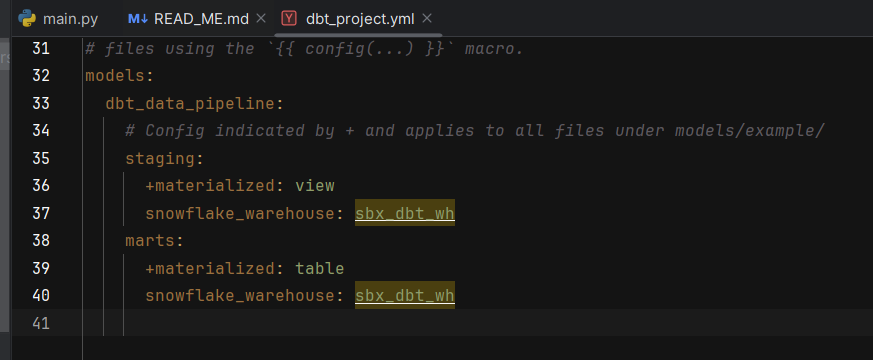 main.py M↓ READ_ME.md × Y dbt_project.yml ×
31 # files using the `{{ config(...) }}` macro.
32 models:
33 dbt_data_pipeline:
34 # Config indicated by + and applies to all files under models/example/
35 staging:
36 +materialized: view
37 snowflake_warehouse: sbx_dbt_wh
38 marts:
39 +materialized: table
40 snowflake_warehouse: sbx_dbt_wh
41